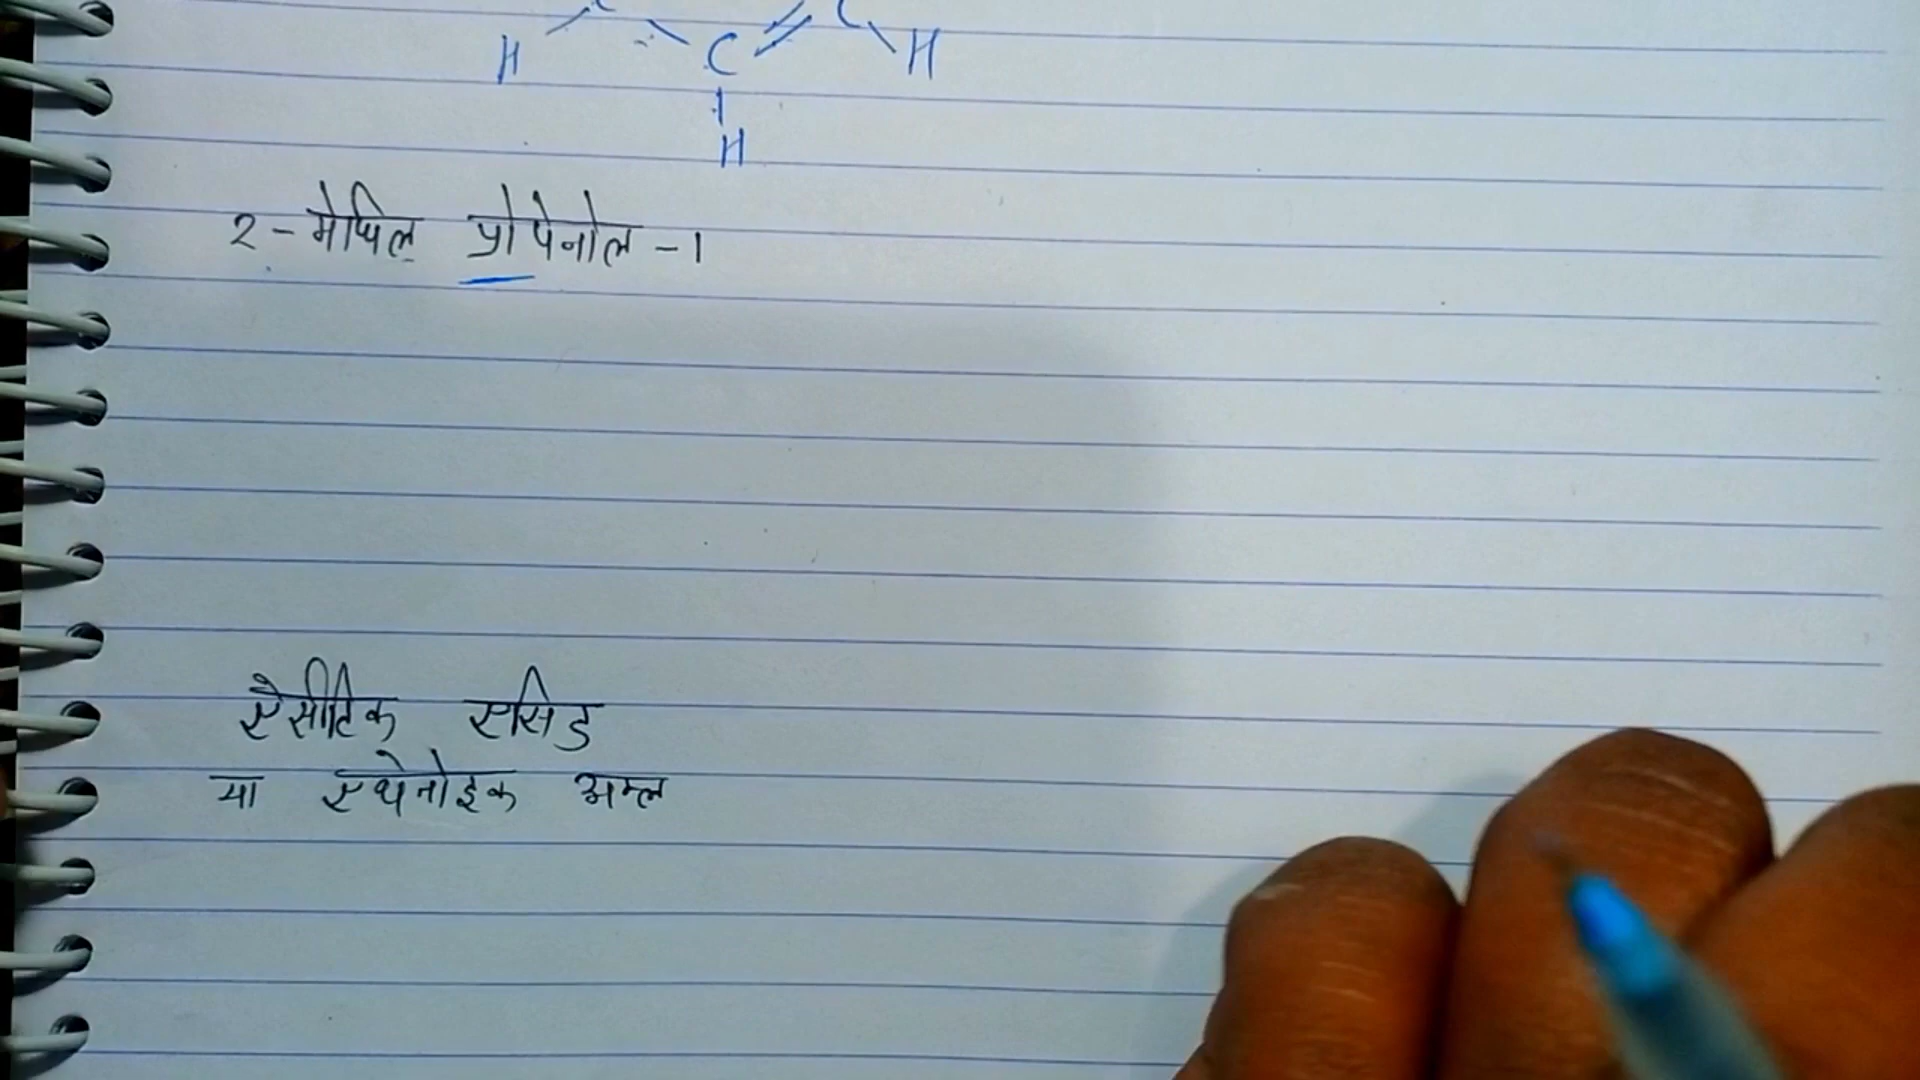 C C
H C H
H
2-मेथिल प्रोपेनोल-1
ऐसीटिक एसिड
या एथेनोइक अम्ल